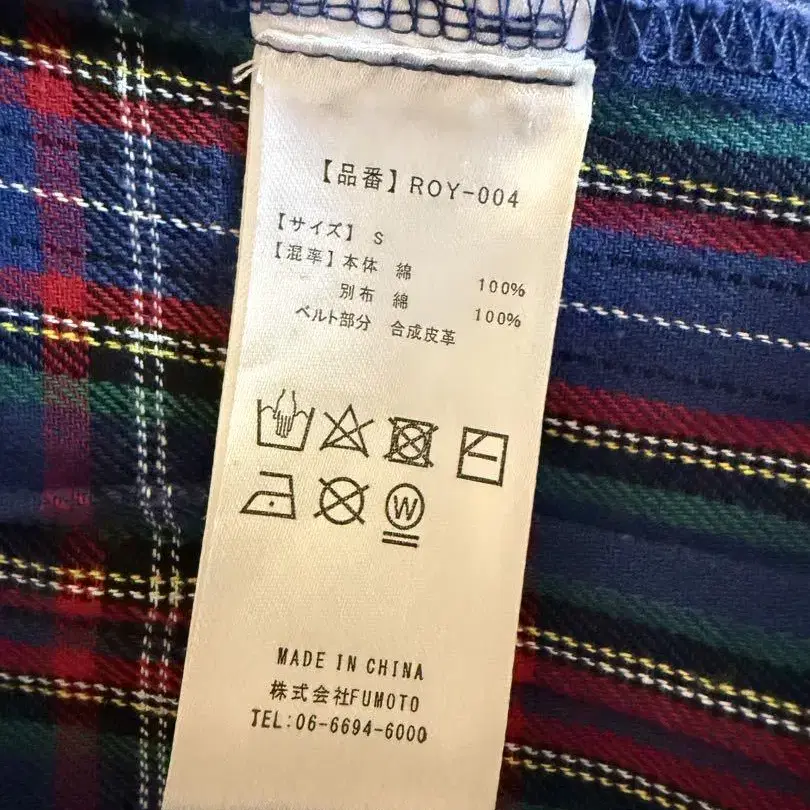 【品番】ROY-004
【サイズ】 S
【混率】本体 綿 100%
別布 綿 100%
ベルト部分 合成皮革
W
MADE IN CHINA
株式会社FUMOTO
TEL:06-6694-6000